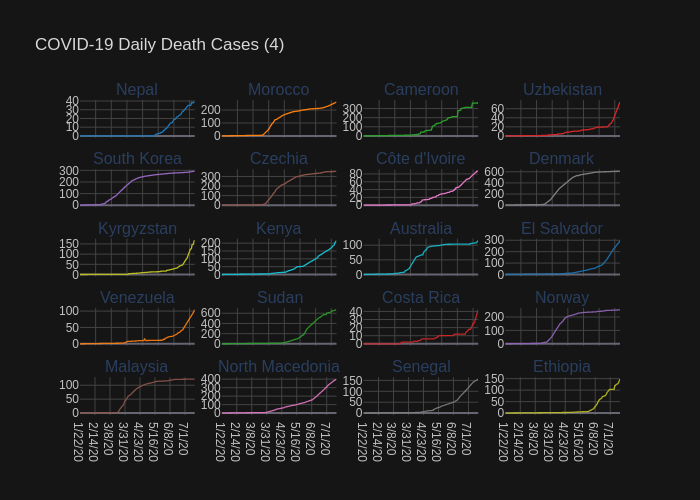 COVID-19 Daily Death Cases (4)
Nepal Morocco Cameroon Uzbekistan
40 30 20 10 0 200 100 0 300 200 100 0 60 40 20 0
South Korea Czechia Côte d'Ivoire Denmark
300 200 100 0 300 200 100 0 80 60 40 20 0 600 400 200 0
Kyrgyzstan Kenya Australia El Salvador
150 100 50 0 200 150 100 50 0 100 50 0 300 200 100 0
Venezuela Sudan Costa Rica Norway
100 50 0 600 400 200 0 40 30 20 10 0 200 100 0
Malaysia North Macedonia Senegal Ethiopia
100 50 0 400 300 200 100 0 150 100 50 0 150 100 50 0
1/22/20 2/14/20 3/8/20 3/31/20 4/23/20 5/16/20 6/8/20 7/1/20 1/22/20 2/14/20 3/8/20 3/31/20 4/23/20 5/16/20 6/8/20 7/1/20 1/22/20 2/14/20 3/8/20 3/31/20 4/23/20 5/16/20 6/8/20 7/1/20 1/22/20 2/14/20 3/8/20 3/31/20 4/23/20 5/16/20 6/8/20 7/1/20